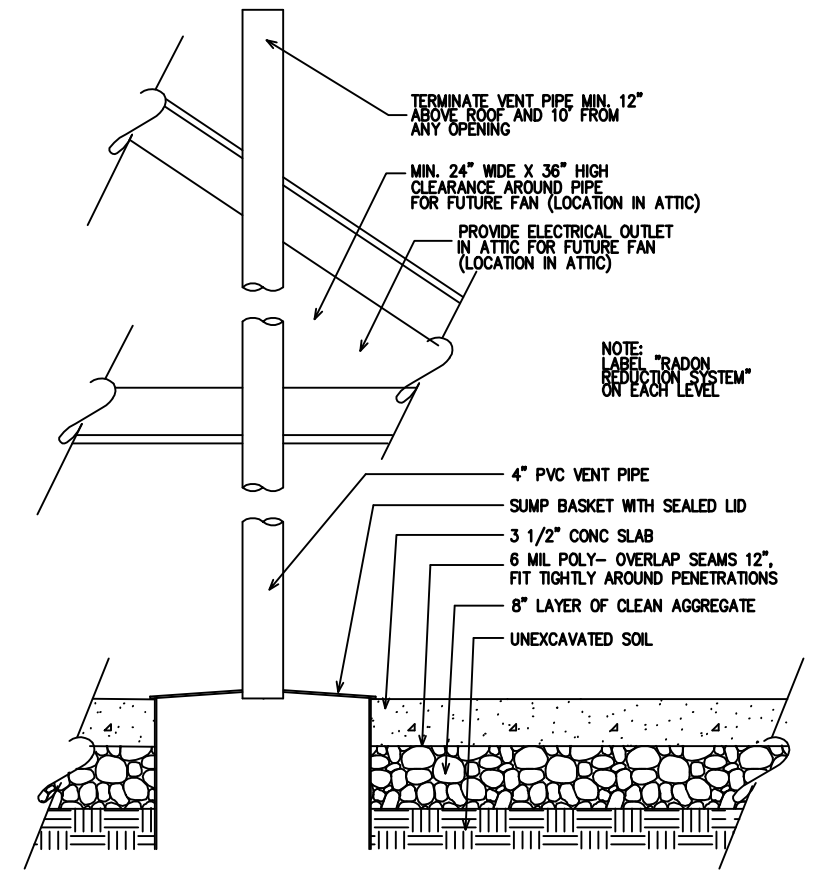 TERMINATE VENT PIPE MIN. 12"
ABOVE ROOF AND 10' FROM
ANY OPENING
MIN. 24" WIDE X 36" HIGH
CLEARANCE AROUND PIPE
FOR FUTURE FAN (LOCATION IN ATTIC)
PROVIDE ELECTRICAL OUTLET
IN ATTIC FOR FUTURE FAN
(LOCATION IN ATTIC)
NOTE:
LABEL "RADON
REDUCTION SYSTEM"
ON EACH LEVEL
4" PVC VENT PIPE
SUMP BASKET WITH SEALED LID
3 1/2" CONC SLAB
6 MIL POLY- OVERLAP SEAMS 12",
FIT TIGHTLY AROUND PENETRATIONS
8" LAYER OF CLEAN AGGREGATE
UNEXCAVATED SOIL